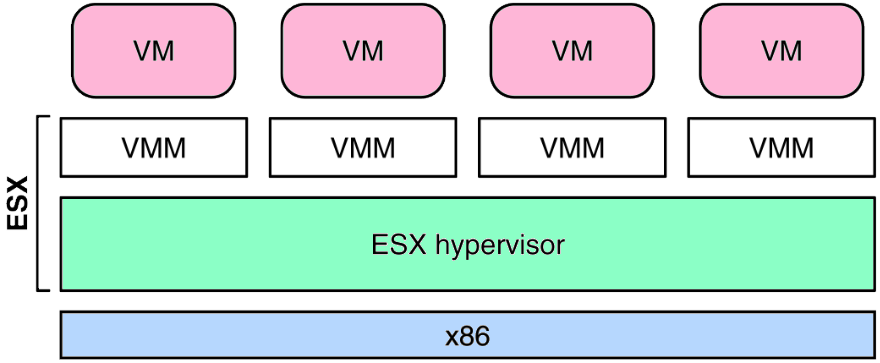 VM VM VM VM
VMM VMM VMM VMM
ESX
ESX hypervisor
x86